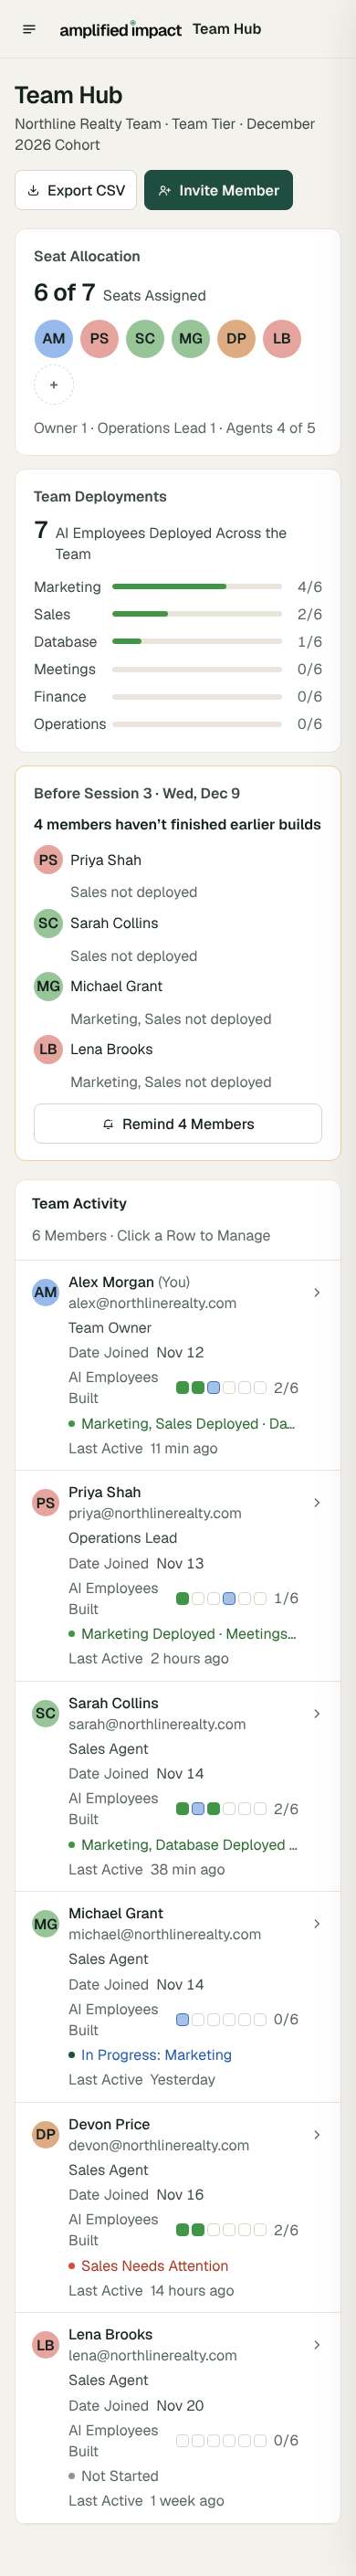 amplified impact Team Hub
Team Hub
Northline Realty Team · Team Tier · December
2026 Cohort
Export CSV
Invite Member
Seat Allocation
6 of 7 Seats Assigned
AM PS SC MG DP LB
+
Owner 1 · Operations Lead 1 · Agents 4 of 5
Team Deployments
7 AI Employees Deployed Across the
Team
Marketing 4/6
Sales 2/6
Database 1/6
Meetings 0/6
Finance 0/6
Operations 0/6
Before Session 3 · Wed, Dec 9
4 members haven’t finished earlier builds
PS Priya Shah
Sales not deployed
SC Sarah Collins
Sales not deployed
MG Michael Grant
Marketing, Sales not deployed
LB Lena Brooks
Marketing, Sales not deployed
Remind 4 Members
Team Activity
6 Members · Click a Row to Manage
AM Alex Morgan (You)
alex@northlinerealty.com
Team Owner
Date Joined Nov 12
AI Employees
Built 2/6
Marketing, Sales Deployed · Da...
Last Active 11 min ago
PS Priya Shah
priya@northlinerealty.com
Operations Lead
Date Joined Nov 13
AI Employees
Built 1/6
Marketing Deployed · Meetings...
Last Active 2 hours ago
SC Sarah Collins
sarah@northlinerealty.com
Sales Agent
Date Joined Nov 14
AI Employees
Built 2/6
Marketing, Database Deployed ...
Last Active 38 min ago
MG Michael Grant
michael@northlinerealty.com
Sales Agent
Date Joined Nov 14
AI Employees
Built 0/6
In Progress: Marketing
Last Active Yesterday
DP Devon Price
devon@northlinerealty.com
Sales Agent
Date Joined Nov 16
AI Employees
Built 2/6
Sales Needs Attention
Last Active 14 hours ago
LB Lena Brooks
lena@northlinerealty.com
Sales Agent
Date Joined Nov 20
AI Employees
Built 0/6
Not Started
Last Active 1 week ago